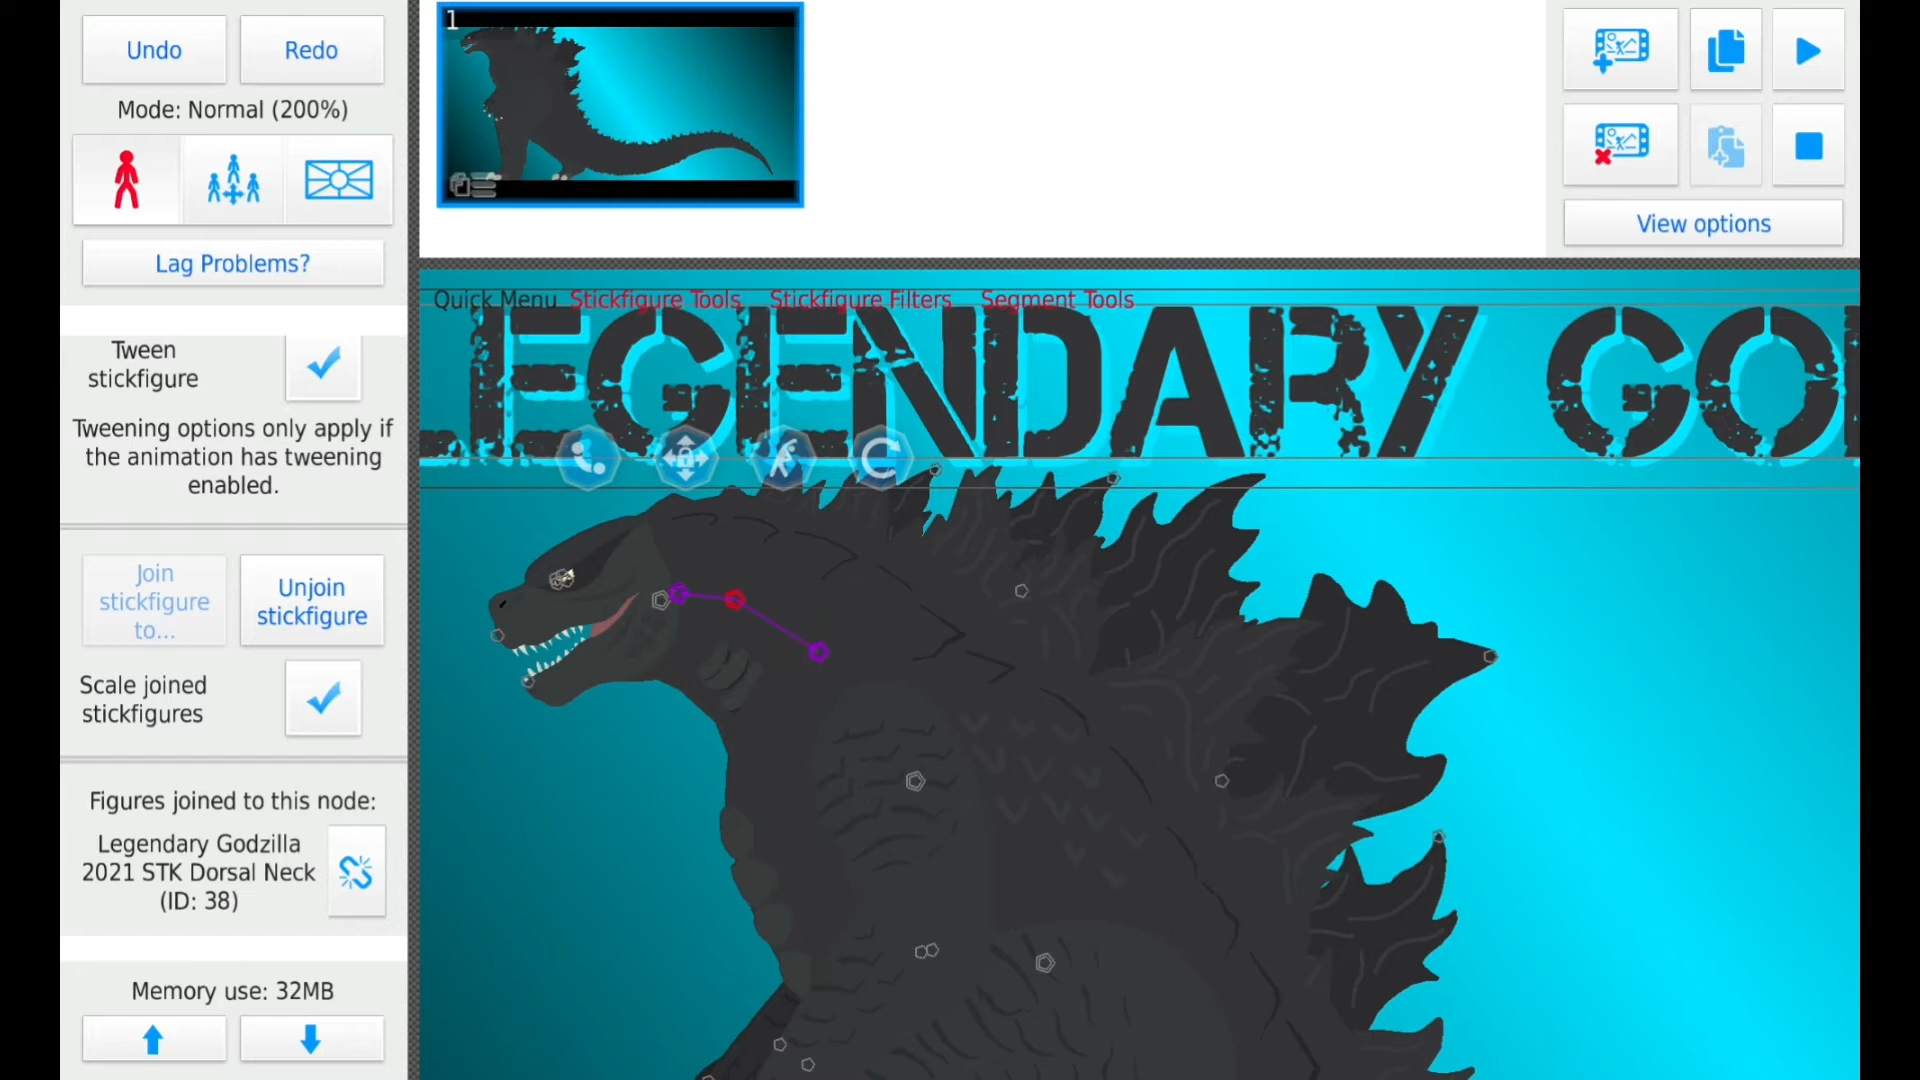 Undo
Redo
Mode: Normal (200%)
Lag Problems?
Tween
stickfigure
Tweening options only apply if
the animation has tweening
enabled.
Join
stickfigure
to...
Unjoin
stickfigure
Scale joined
stickfigures
Figures joined to this node:
Legendary Godzilla
2021 STK Dorsal Neck
(ID: 38)
Memory use: 32MB
1
View options
Quick Menu Stickfigure Tools Stickfigure Filters Segment Tools
LEGENDARY GO